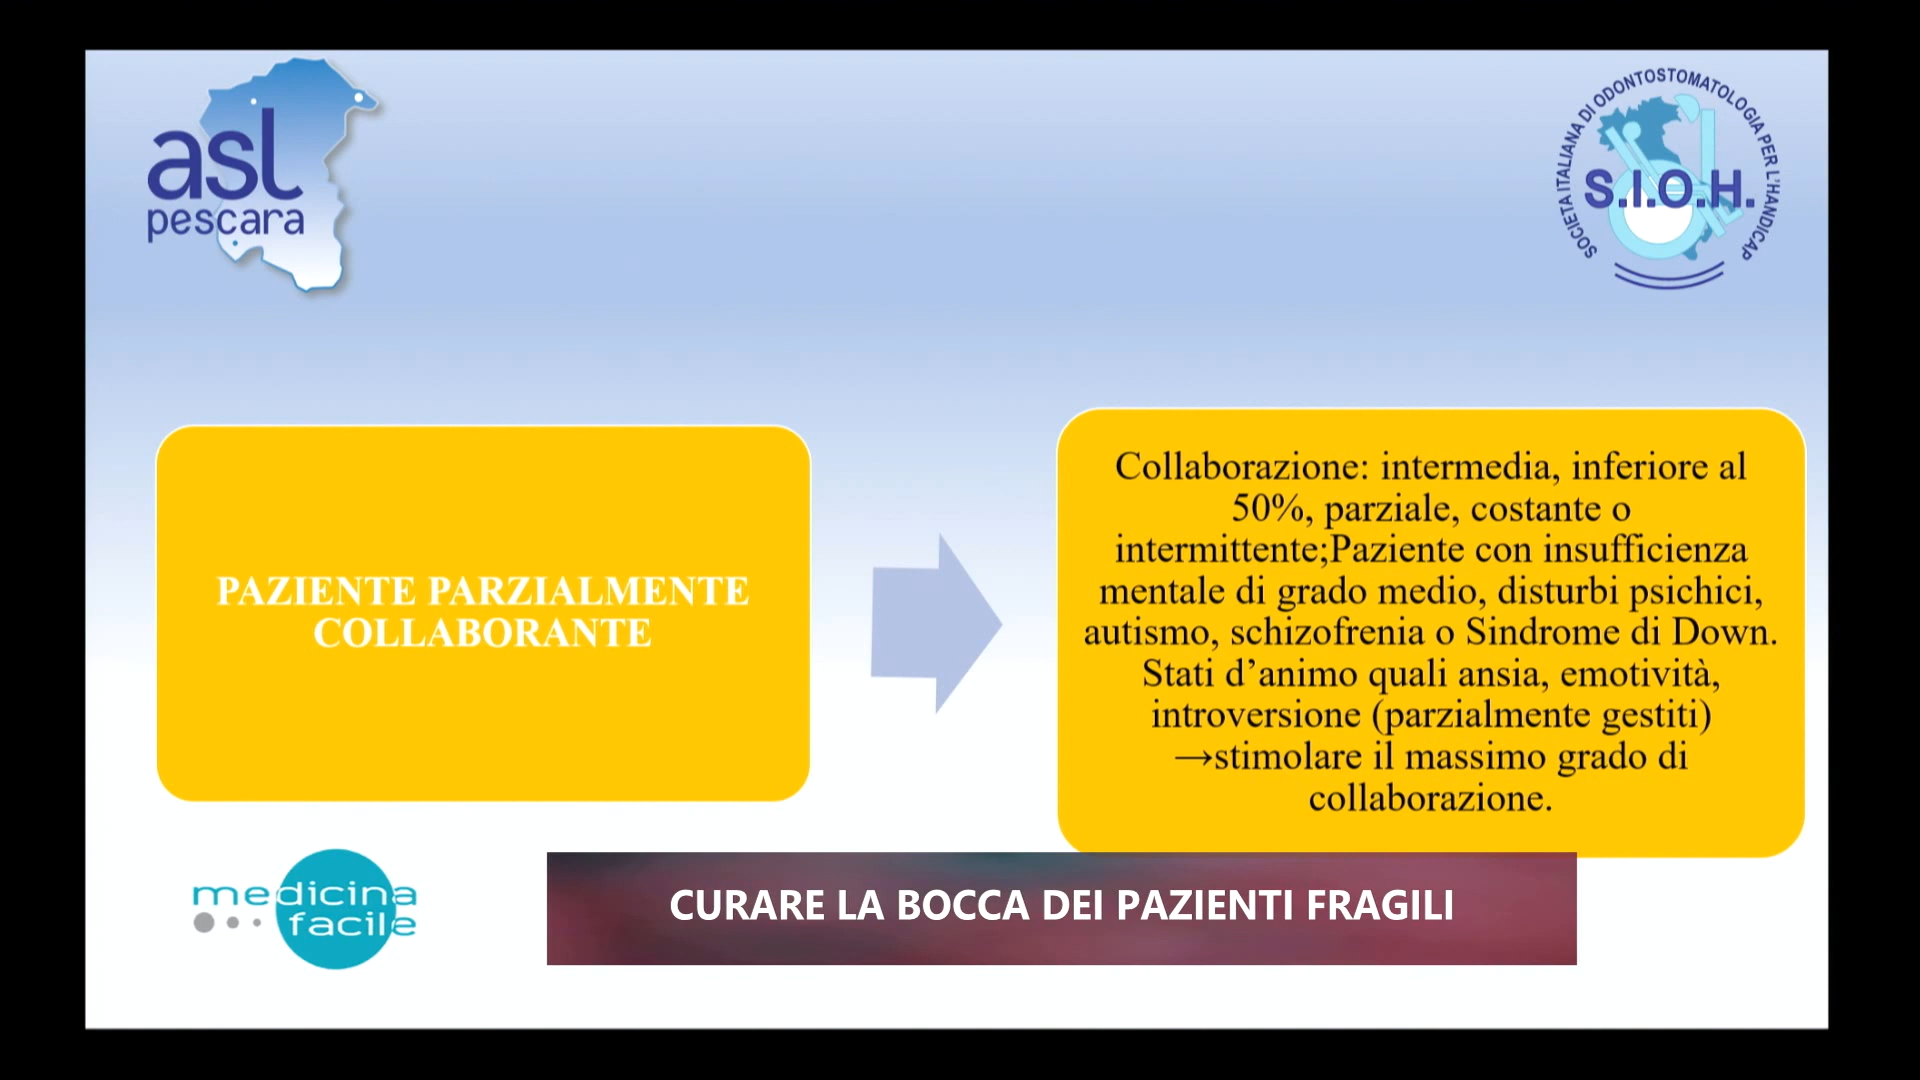 asl
pescara
SOCIETA ITALIANA DI ODONTOSTOMATOLOGIA PER L'HANDICAP
S.I.O.H.
PAZIENTE PARZIALMENTE
COLLABORANTE
Collaborazione: intermedia, inferiore al
50%, parziale, costante o
intermittente;Paziente con insufficienza
mentale di grado medio, disturbi psichici,
autismo, schizofrenia o Sindrome di Down.
Stati d’animo quali ansia, emotività,
introversione (parzialmente gestiti)
→stimolare il massimo grado di
collaborazione.
medicina
facile
CURARE LA BOCCA DEI PAZIENTI FRAGILI